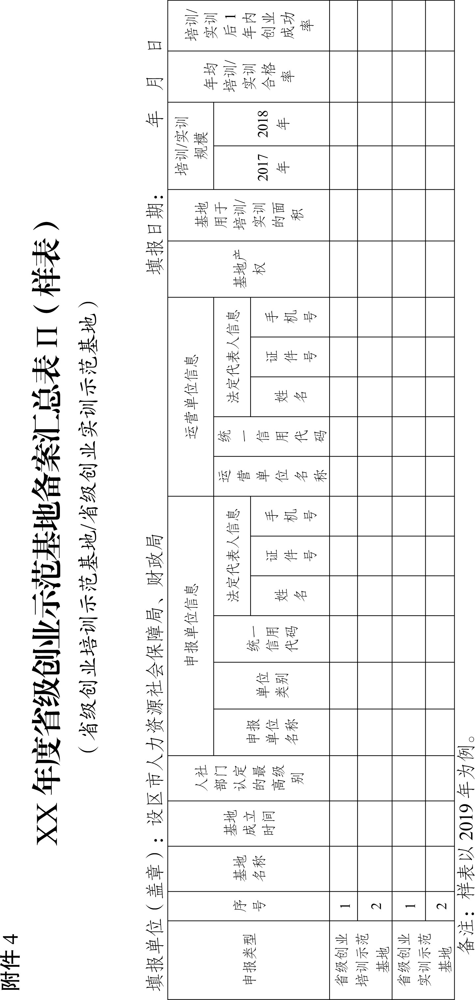 附件 4
XX 年度省级创业示范基地备案汇总表 II（样表）
（省级创业培训示范基地/省级创业实训示范基地）
填报单位（盖章）：设区市人力资源社会保障局、财政局 填报日期： 年 月 日
申报类型
序
号
基地
名称
基地
成立
时间
人社
部门
认定
的最
高级
别
申报单位信息
申报
单位
名称
单位
类别
统一
信用
代码
法定代表人信息
姓
名
证
件
号
手
机
号
运营单位信息
运
营
单
位
名
称
统
一
信
用
代
码
法定代表人信息
姓
名
证
件
号
手
机
号
基地产
权
基地
用于
培训/
实训
的面
积
培训/实训
规模
2017
年
2018
年
年均
培训/
实训
合格
率
培训/
实训
后 1
年内
创业
成功
率
省级创业
培训示范
基地
1
2
省级创业
实训示范
基地
1
2
备注：样表以 2019 年为例。